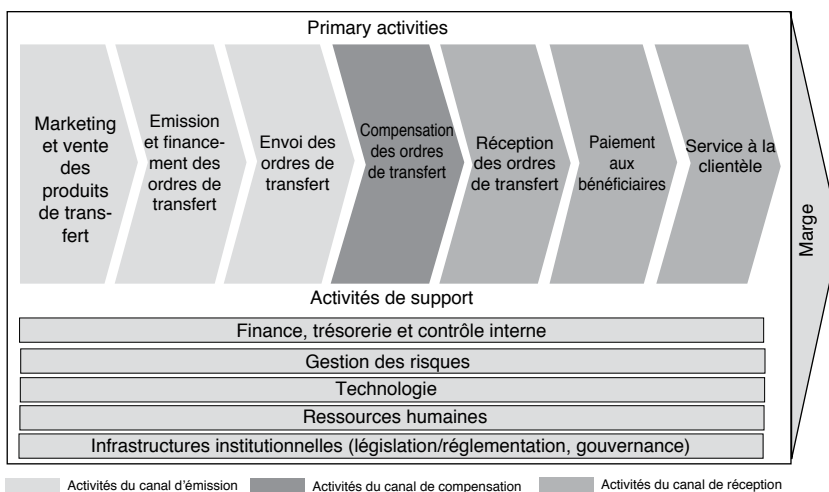 Primary activities
Marketing
et vente
des
produits
de trans-
fert
Emission
et finance-
ment des
ordres de
transfert
Envoi des
ordres de
transfert
Compensation
des ordres
de transfert
Réception
des ordres
de transfert
Paiement
aux
bénéficiaires
Service à la
clientèle
Marge
Activités de support
Finance, trésorerie et contrôle interne
Gestion des risques
Technologie
Ressources humaines
Infrastructures institutionnelles (législation/réglementation, gouvernance)
Activités du canal d'émission
Activités du canal de compensation
Activités du canal de réception